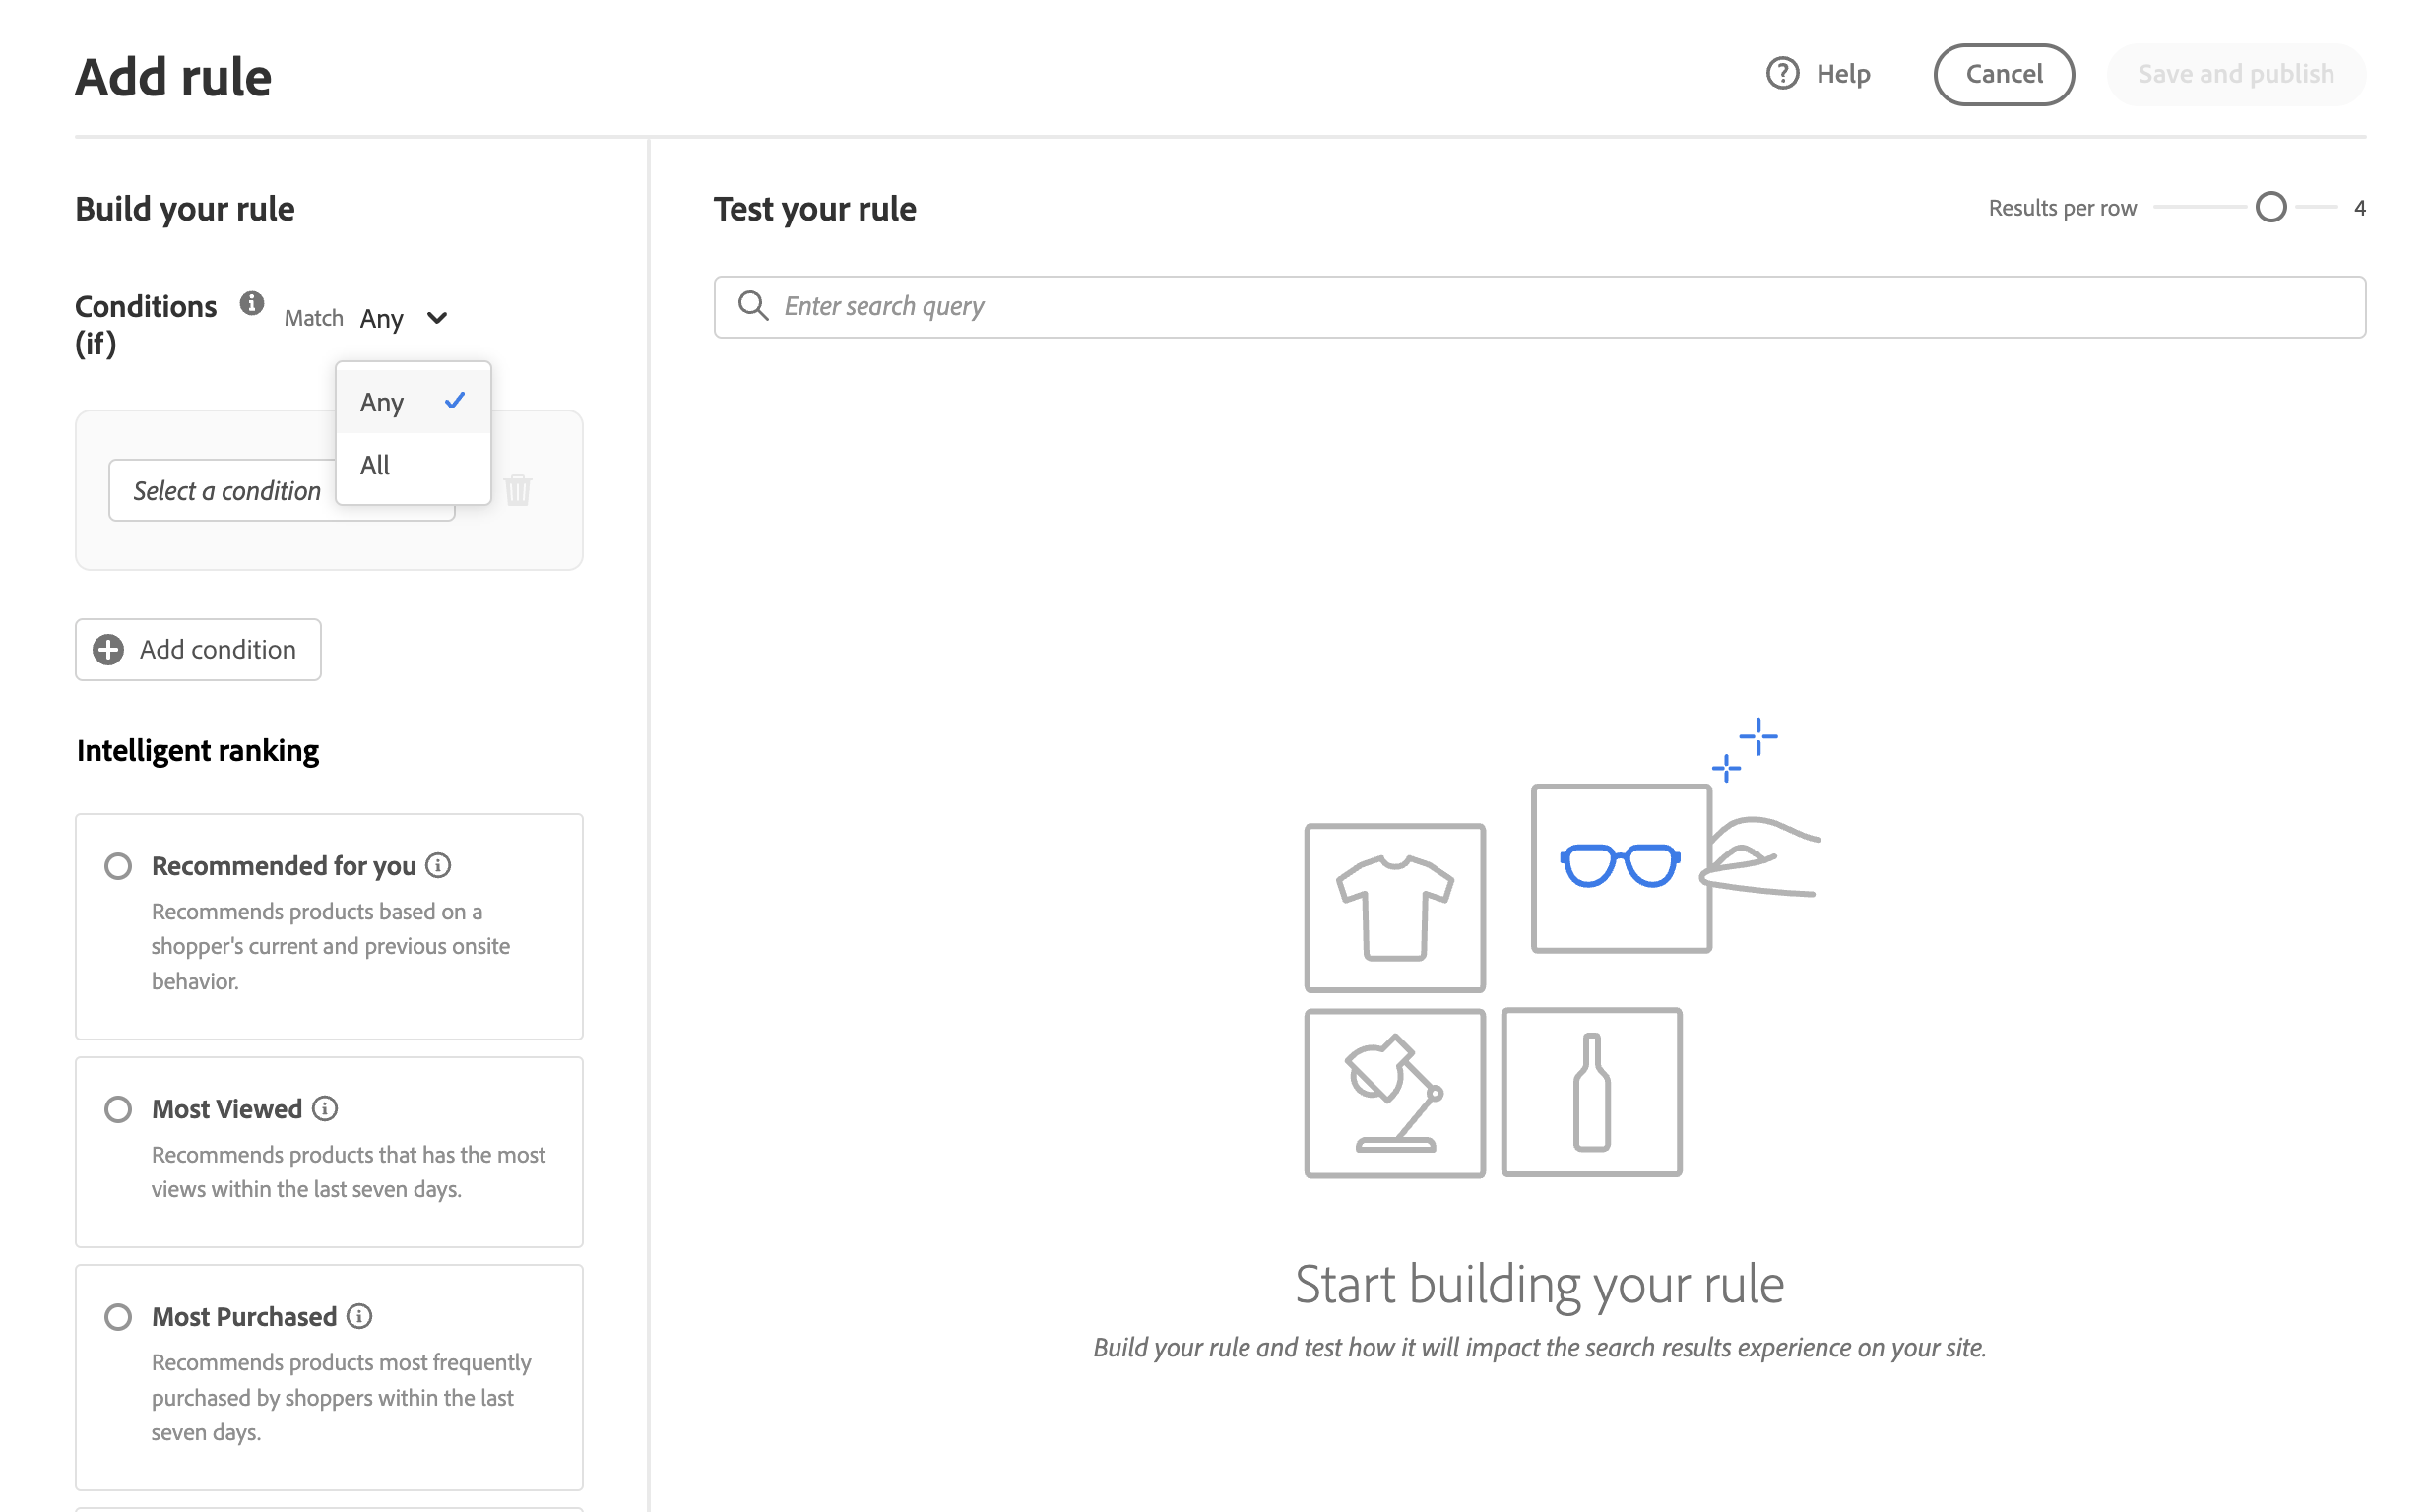 Add rule
Help
Cancel
Save and publish
Build your rule
Conditions
(if)
Match Any
Any
All
Select a condition
Add condition
Intelligent ranking
Recommended for you
Recommends products based on a
shopper's current and previous onsite
behavior.
Most Viewed
Recommends products that has the most
views within the last seven days.
Most Purchased
Recommends products most frequently
purchased by shoppers within the last
seven days.
Test your rule
Results per row 4
Enter search query
Start building your rule
Build your rule and test how it will impact the search results experience on your site.